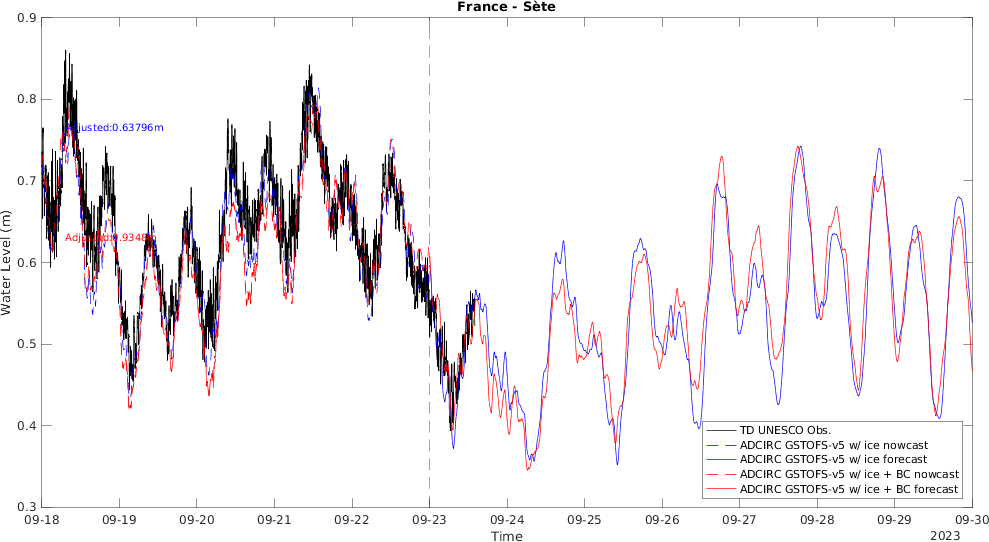 France - Sète
0.9
0.8
0.7
0.6
0.5
0.4
0.3
Water Level (m)
Adjusted:0.63796m
TD UNESCO Obs.
ADCIRC GSTOFS-v5 w/ ice nowcast
ADCIRC GSTOFS-v5 w/ ice forecast
ADCIRC GSTOFS-v5 w/ ice + BC nowcast
ADCIRC GSTOFS-v5 w/ ice + BC forecast
09-18 09-19 09-20 09-21 09-22 09-23 09-24 09-25 09-26 09-27 09-28 09-29 09-30
Time
2023